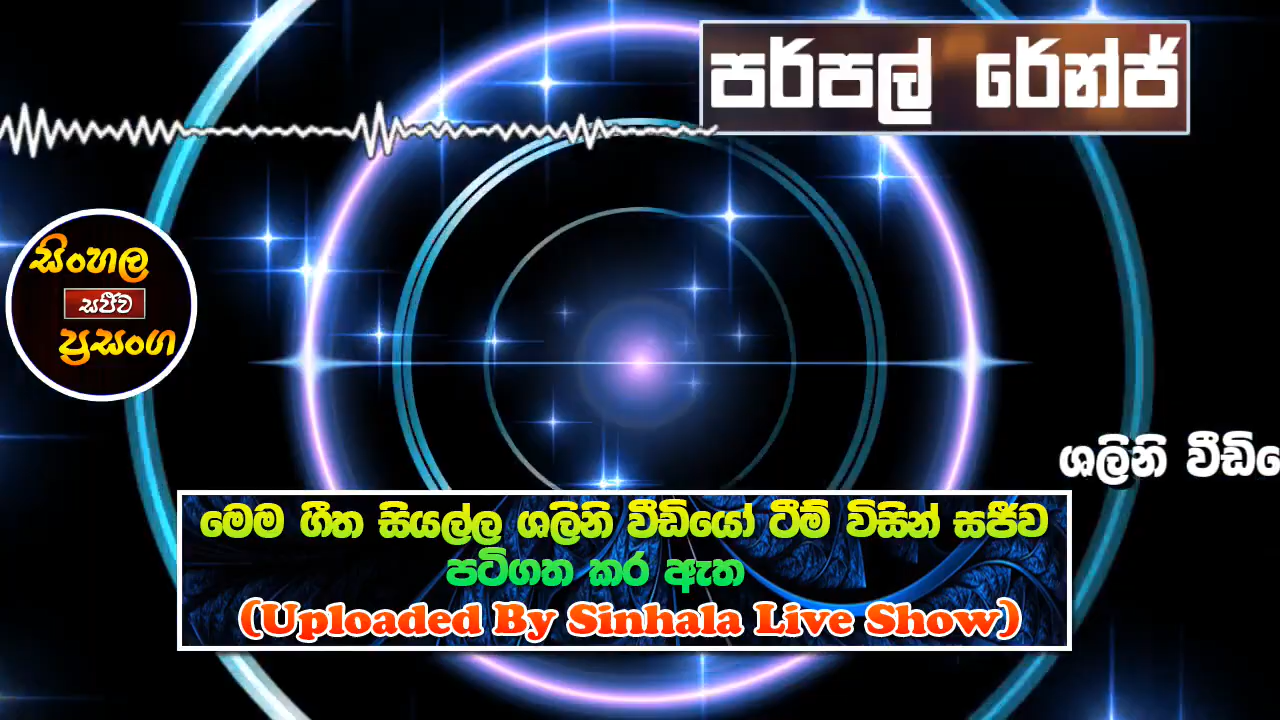 පර්පල් රේන්ජ්
සිංහල
සජීව
ප්‍රසංග
ශලිනි වීඩියෝ
මෙම ගීත සියල්ල ශලිනි වීඩියෝ ටීම් විසින් සජීව
පටිගත කර ඇත
(Uploaded By Sinhala Live Show)